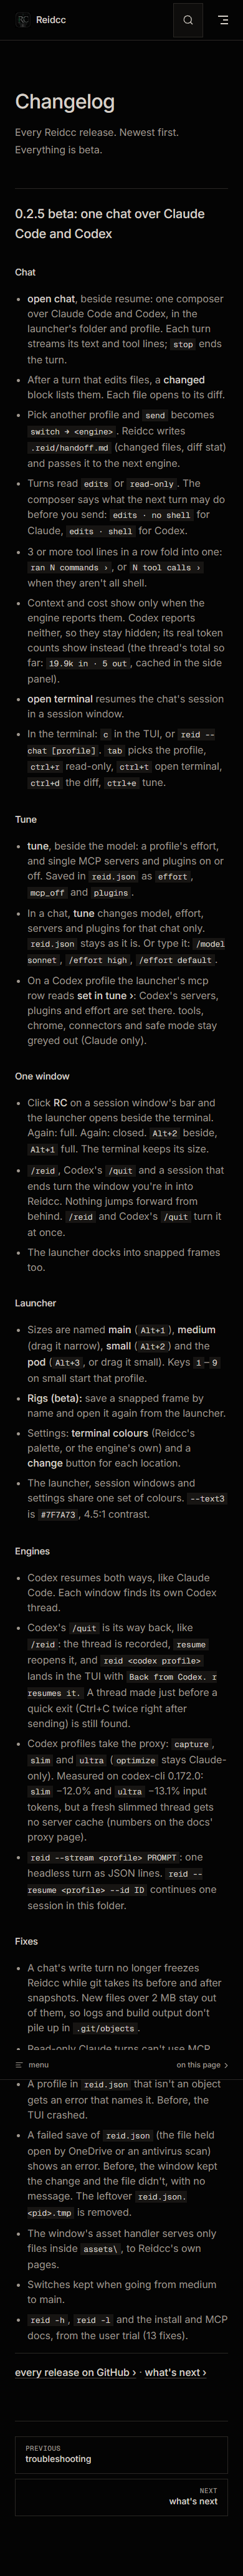 Reidcc
Changelog
Every Reidcc release. Newest first.
Everything is beta.
0.2.5 beta: one chat over Claude
Code and Codex
Chat
• open chat, beside resume: one composer
over Claude Code and Codex, in the
launcher's folder and profile. Each turn
streams its text and tool lines; stop ends
the turn.
• After a turn that edits files, a changed
block lists them. Each file opens to its diff.
• Pick another profile and send becomes
switch → <engine>. Reidcc writes
.reid/handoff.md (changed files, diff stat)
and passes it to the next engine.
• Turns read edits or read-only. The
composer says what the next turn may do
before you send: edits · no shell for
Claude, edits · shell for Codex.
• 3 or more tool lines in a row fold into one:
ran N commands ›, or N tool calls ›
when they aren't all shell.
• Context and cost show only when the
engine reports them. Codex reports
neither, so they stay hidden; its real token
counts show instead (the thread's total so
far: 19.9k in · 5 out, cached in the side
panel).
• open terminal resumes the chat's session
in a session window.
• In the terminal: c in the TUI, or reid --
chat [profile]. tab picks the profile,
ctrl+r read-only, ctrl+t open terminal,
ctrl+d the diff, ctrl+e tune.
Tune
• tune, beside the model: a profile's effort,
and single MCP servers and plugins on or
off. Saved in reid.json as effort,
mcp_off and plugins.
• In a chat, tune changes model, effort,
servers and plugins for that chat only.
reid.json stays as it is. Or type it: /model
sonnet, /effort high, /effort default.
• On a Codex profile the launcher's mcp
row reads set in tune ›: Codex's servers,
plugins and effort are set there. tools,
chrome, connectors and safe mode stay
greyed out (Claude only).
One window
• Click RC on a session window's bar and
the launcher opens beside the terminal.
Again: full. Again: closed. Alt+2 beside,
Alt+1 full. The terminal keeps its size.
• /reid, Codex's /quit and a session that
ends turn the window you're in into
Reidcc. Nothing jumps forward from
behind. /reid and Codex's /quit turn it
at once.
• The launcher docks into snapped frames
too.
Launcher
• Sizes are named main (Alt+1), medium
(drag it narrow), small (Alt+2) and the
pod (Alt+3, or drag it small). Keys 1–9
on small start that profile.
• Rigs (beta): save a snapped frame by
name and open it again from the launcher.
• Settings: terminal colours (Reidcc's
palette, or the engine's own) and a
change button for each location.
• The launcher, session windows and
settings share one set of colours. --text3
is #7F7A73, 4.5:1 contrast.
Engines
• Codex resumes both ways, like Claude
Code. Each window finds its own Codex
thread.
• Codex's /quit is its way back, like
/reid: the thread is recorded, resume
reopens it, and reid <codex profile>
lands in the TUI with Back from Codex. r
resumes it. A thread made just before a
quick exit (Ctrl+C twice right after
sending) is still found.
• Codex profiles take the proxy: capture,
slim and ultra (optimize stays Claude-
only). Measured on codex-cli 0.172.0:
slim −12.0% and ultra −13.1% input
tokens, but a fresh slimmed thread gets
no server cache (numbers on the docs'
proxy page).
• reid --stream <profile> PROMPT: one
headless turn as JSON lines. reid --
resume <profile> --id ID continues one
session in this folder.
Fixes
• A chat's write turn no longer freezes
Reidcc while git takes its before and after
snapshots. New files over 2 MB stay out
of them, so logs and build output don't
pile up in .git/objects.
• Read-only Claude turns can't use MCP
menu
on this page ›
• A profile in reid.json that isn't an object
gets an error that names it. Before, the
TUI crashed.
• A failed save of reid.json (the file held
open by OneDrive or an antivirus scan)
shows an error. Before, the window kept
the change and the file didn't, with no
message. The leftover reid.json.
<pid>.tmp is removed.
• The window's asset handler serves only
files inside assets\, to Reidcc's own
pages.
• Switches kept when going from medium
to main.
• reid -h, reid -l and the install and MCP
docs, from the user trial (13 fixes).
every release on GitHub › · what's next ›
PREVIOUS
troubleshooting
NEXT
what's next